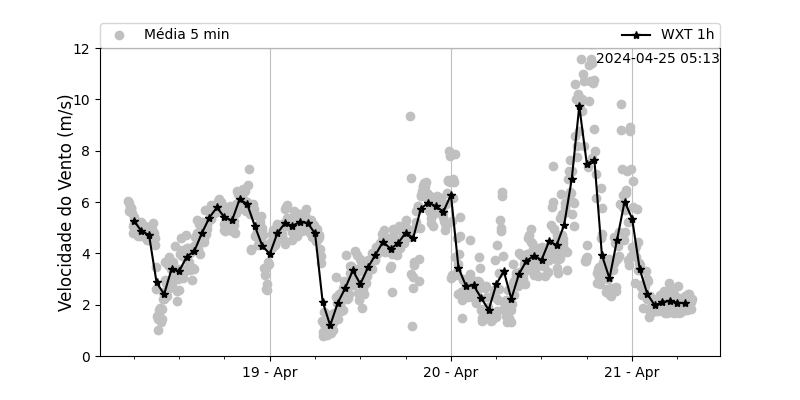 Média 5 min
WXT 1h
2024-04-25 05:13
Velocidade do Vento (m/s)
12
10
8
6
4
2
0
19 - Apr
20 - Apr
21 - Apr